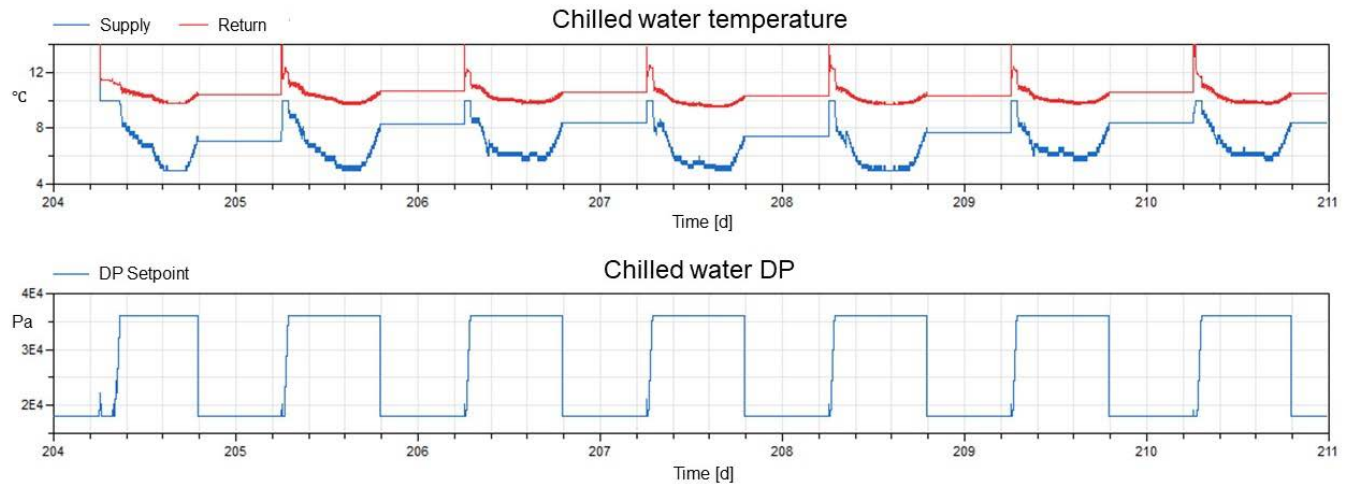 Chilled water temperature
Supply Return
12
°C
8
4
204 205 206 207 208 209 210 211
Time [d]
Chilled water DP
DP Setpoint
4E4
Pa
3E4
2E4
204 205 206 207 208 209 210 211
Time [d]